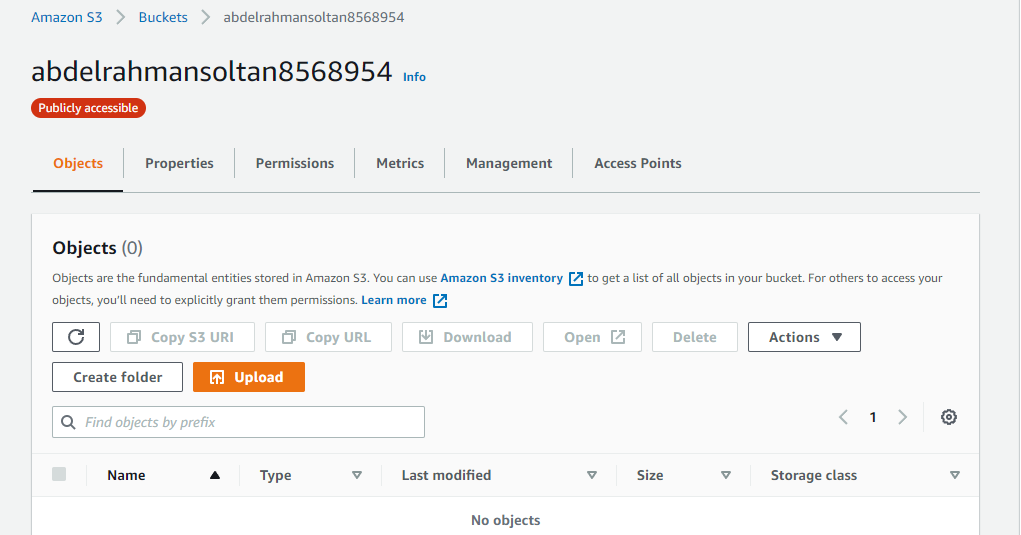 Amazon S3 > Buckets > abdelrahmansoltan8568954
abdelrahmansoltan8568954 Info
Publicly accessible
Objects Properties Permissions Metrics Management Access Points
Objects (0)
Objects are the fundamental entities stored in Amazon S3. You can use Amazon S3 inventory to get a list of all objects in your bucket. For others to access your
objects, you'll need to explicitly grant them permissions. Learn more
Copy S3 URI Copy URL Download Open Delete Actions
Create folder Upload
Find objects by prefix 1
Name Type Last modified Size Storage class
No objects